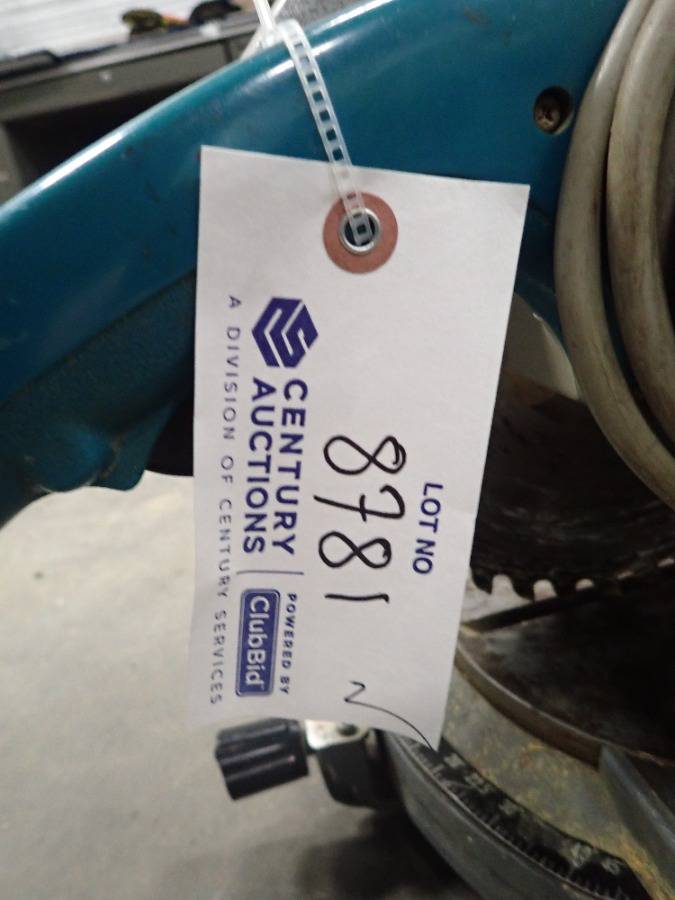 LOT NO
8781
CENTURY
AUCTIONS
A DIVISION OF CENTURY SERVICES
POWERED BY
ClubBid